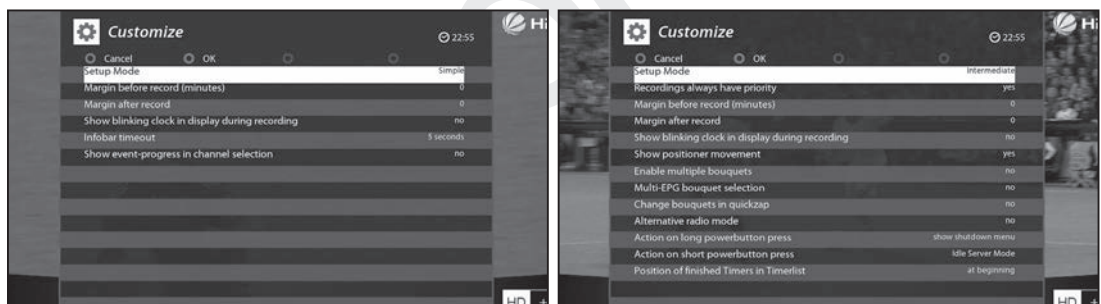 Customize
22:55
Cancel OK
Setup Mode Simple
Margin before record (minutes) 0
Margin after record 0
Show blinking clock in display during recording no
Infobar timeout 5 seconds
Show event-progress in channel selection no
Hi
HD +
Customize
22:55
Cancel OK
Setup Mode Intermediate
Recordings always have priority yes
Margin before record (minutes) 0
Margin after record 0
Show blinking clock in display during recording no
Show positioner movement yes
Enable multiple bouquets no
Multi-EPG bouquet selection no
Change bouquets in quickzap no
Alternative radio mode no
Action on long powerbutton press show shutdown menu
Action on short powerbutton press Idle Server Mode
Position of finished Timers in Timerlist at beginning
Hi
HD +